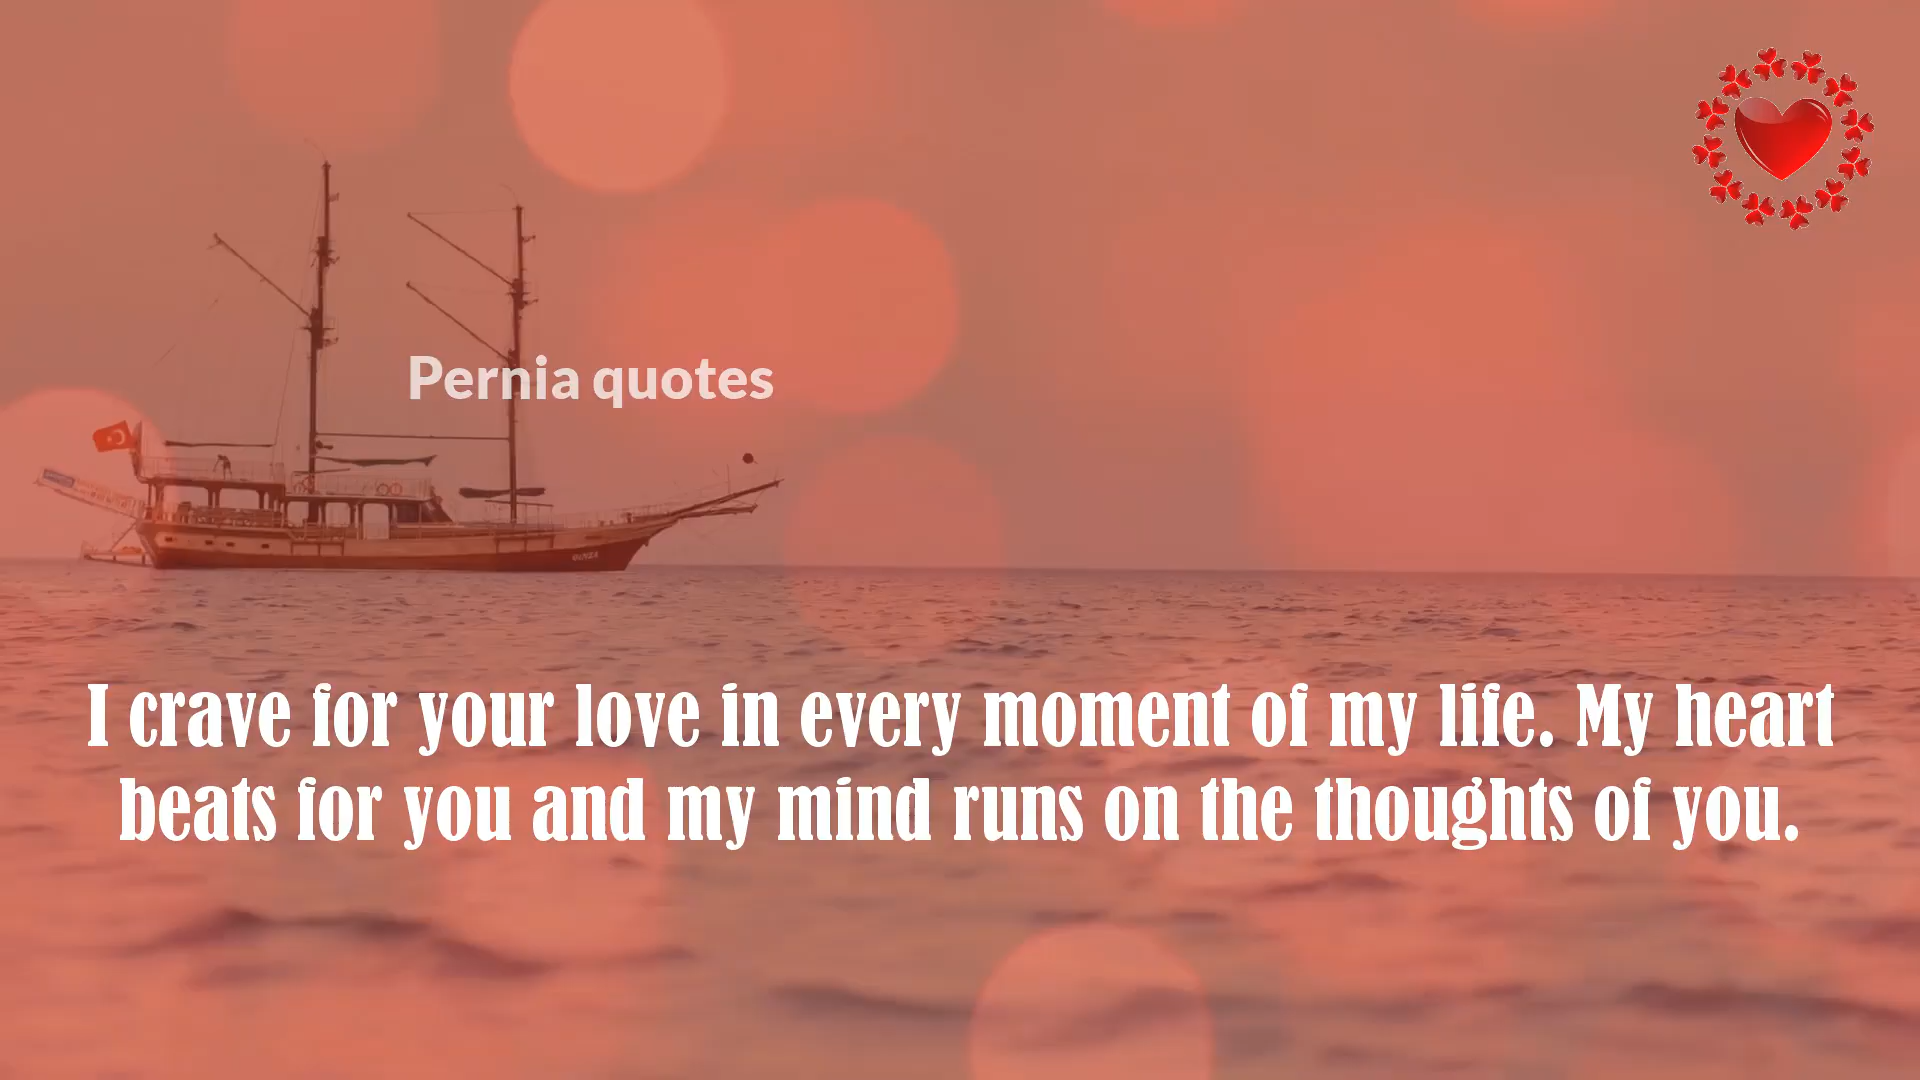 Pernia quotes
I crave for your love in every moment of my life. My heart
beats for you and my mind runs on the thoughts of you.